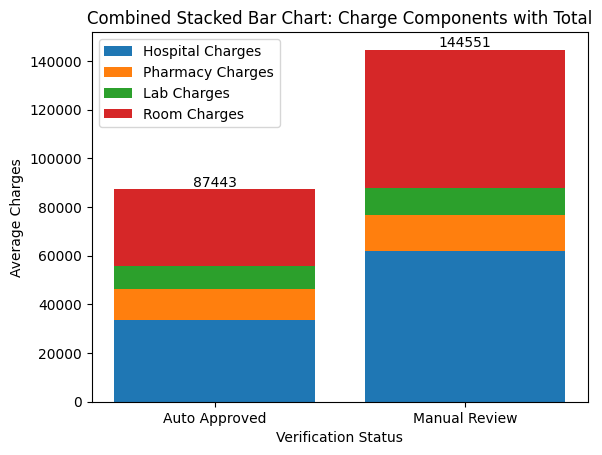 Combined Stacked Bar Chart: Charge Components with Total
Hospital Charges
Pharmacy Charges
Lab Charges
Room Charges
144551
87443
140000
120000
100000
80000
60000
40000
20000
0
Average Charges
Auto Approved
Manual Review
Verification Status